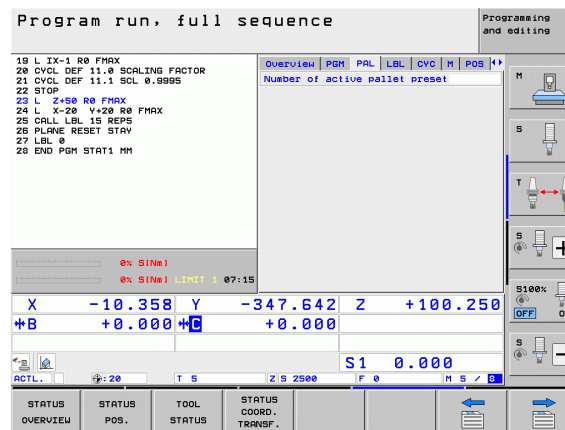 Program run, full sequence
Programming
and editing
19 L IX-1 R0 FMAX
20 CYCL DEF 11.0 SCALING FACTOR
21 CYCL DEF 11.1 SCL 0.9995
22 STOP
23 L Z+50 R0 FMAX
24 L X-20 Y+20 R0 FMAX
25 CALL LBL 15 REP5
26 PLANE RESET STAY
27 LBL 0
28 END PGM STAT1 MM
Overview PGM PAL LBL CYC M POS
Number of active pallet preset
M
S
T
S
S100%
OFF
S
0% S[Nm]
0% S[Nm] LIMIT 1 07:15
X -10.358 Y -347.642 Z +100.250
B +0.000 C +0.000
S1 0.000
ACTL. : 20 T 5 Z S 2500 F 0 M 5 / 8
STATUS OVERVIEW
STATUS POS.
TOOL STATUS
STATUS COORD. TRANSF.